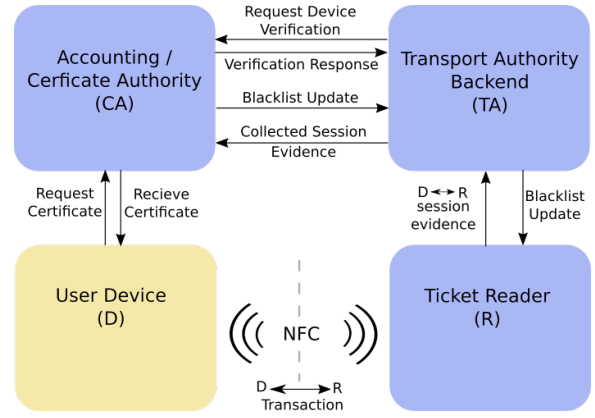 Request Device
Verification
Accounting /
Cerficate Authority
(CA)
Verification Response
Transport Authority
Backend
(TA)
Blacklist Update
Collected Session
Evidence
Request
Certificate
Recieve
Certificate
D R
session
evidence
Blacklist
Update
User Device
(D)
NFC
Ticket Reader
(R)
D R
Transaction